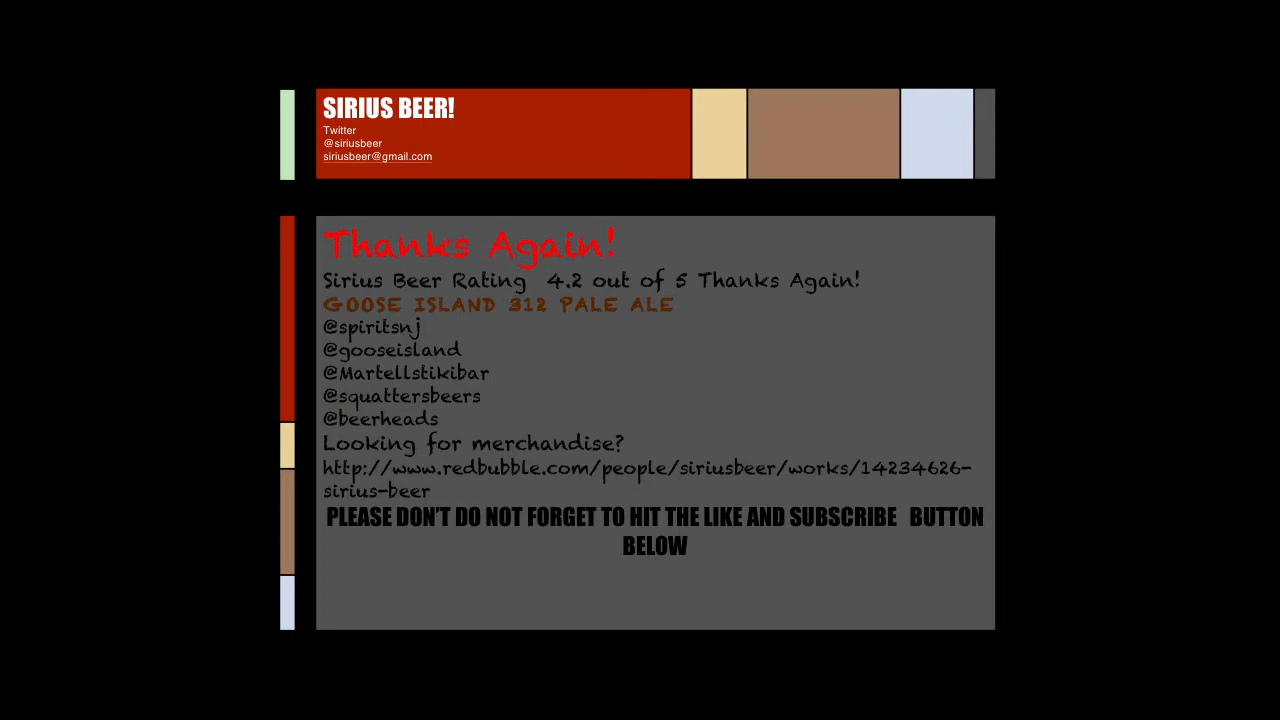 SIRIUS BEER!
Twitter
@siriusbeer
siriusbeer@gmail.com
Thanks Again!
Sirius Beer Rating 4.2 out of 5 Thanks Again!
GOOSE ISLAND 312 PALE ALE
@spiritsnj
@gooseisland
@Martellstikibar
@squattersbeers
@beerheads
Looking for merchandise?
http://www.redbubble.com/people/siriusbeer/works/14234626-
sirius-beer
PLEASE DON'T DO NOT FORGET TO HIT THE LIKE AND SUBSCRIBE BUTTON
BELOW